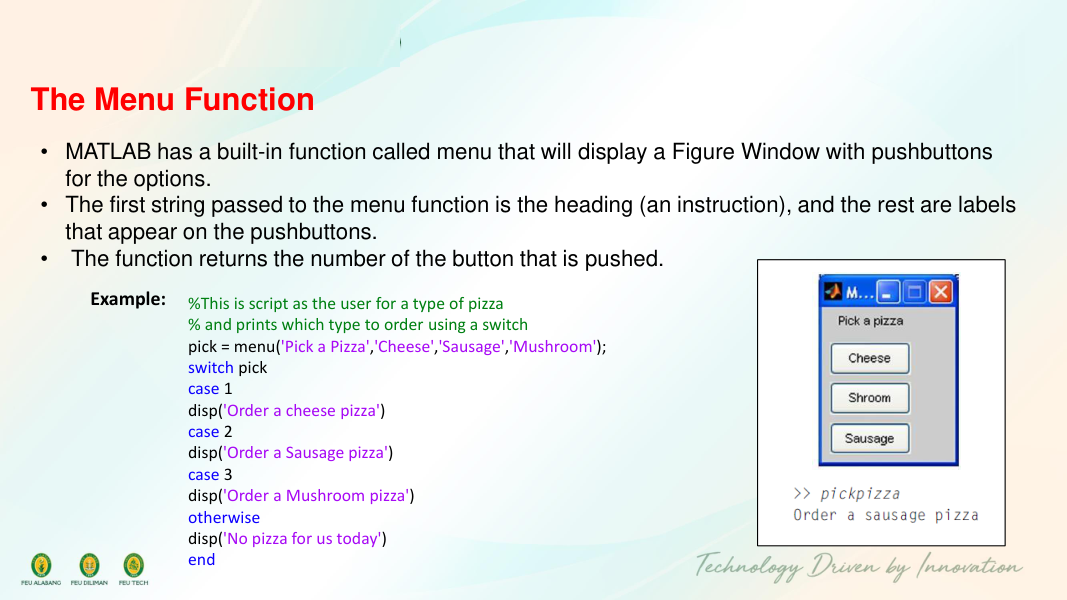 The Menu Function
• MATLAB has a built-in function called menu that will display a Figure Window with pushbuttons
for the options.
• The first string passed to the menu function is the heading (an instruction), and the rest are labels
that appear on the pushbuttons.
• The function returns the number of the button that is pushed.
Example:
%This is script as the user for a type of pizza
% and prints which type to order using a switch
pick = menu('Pick a Pizza','Cheese','Sausage','Mushroom');
switch pick
case 1
disp('Order a cheese pizza')
case 2
disp('Order a Sausage pizza')
case 3
disp('Order a Mushroom pizza')
otherwise
disp('No pizza for us today')
end
M...
Pick a pizza
Cheese
Shroom
Sausage
>> pickpizza
Order a sausage pizza
FEU ALABANG FEU DILIMAN FEU TECH
Technology Driven by Innovation